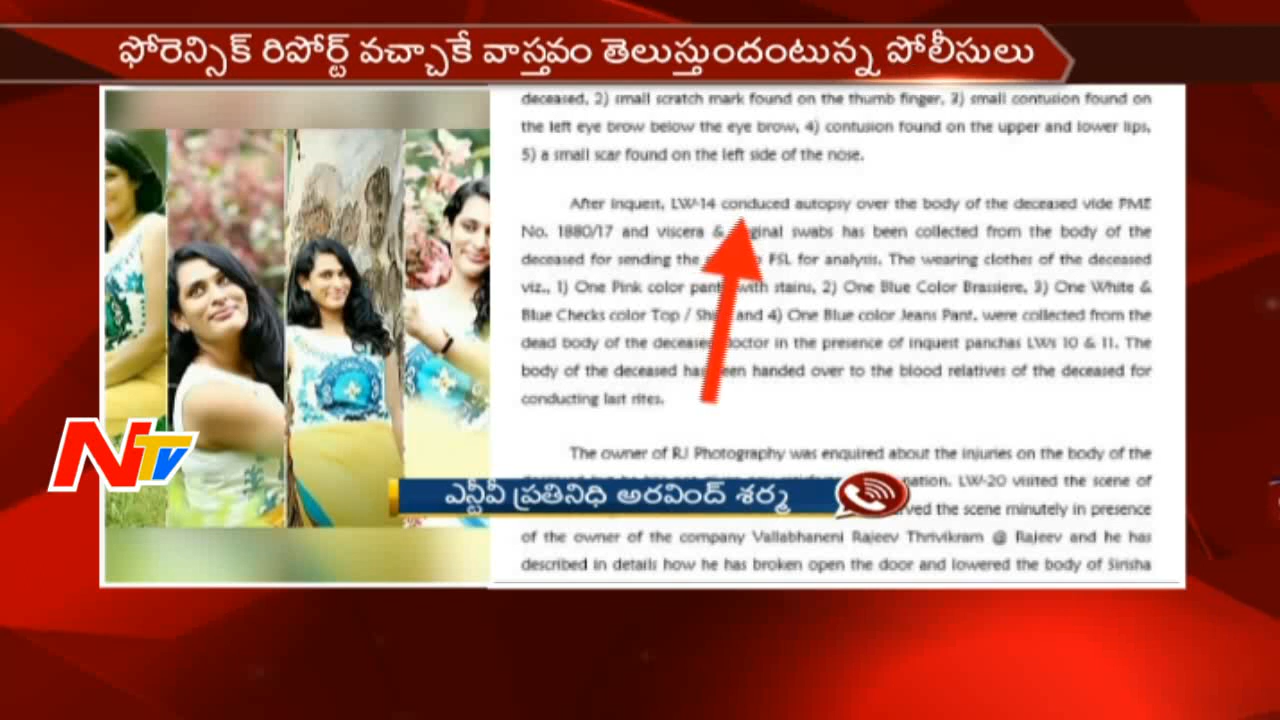 ఫోరెన్సిక్ రిపోర్ట్ వచ్చాకే వాస్తవం తెలుస్తుందంటున్న పోలీసులు
deceased, 2) small scratch mark found on the thumb finger, 3) small contusion found on
the left eye brow below the eye brow, 4) contusion found on the upper and lower lips,
5) a small scar found on the left side of the nose.
After inquest, LW-14 conduced autopsy over the body of the deceased vide PME
No. 1880/17 and viscera & swabs has been collected from the body of the
deceased for sending the FSL for analysis. The wearing clothes of the deceased
viz., 1) One Pink color pant with stains, 2) One Blue Color Brassiere, 3) One White &
Blue Checks color Top / and 4) One Blue color Jeans Pant, were collected from the
dead body of the deceased doctor in the presence of inquest panchas LWs 10 & 11. The
body of the deceased has been handed over to the blood relatives of the deceased for
conducting last rites.
The owner of RJ Photography was enquired about the injuries on the body of the
LW-20 visited the scene of
the scene minutely in presence
of the owner of the company Vallabhaneni Rajeev Thrivikram @ Rajeev and he has
described in details how he has broken open the door and lowered the body of Sirisha
NTV
ఎన్టీవీ ప్రతినిధి అరవింద్ శర్మ